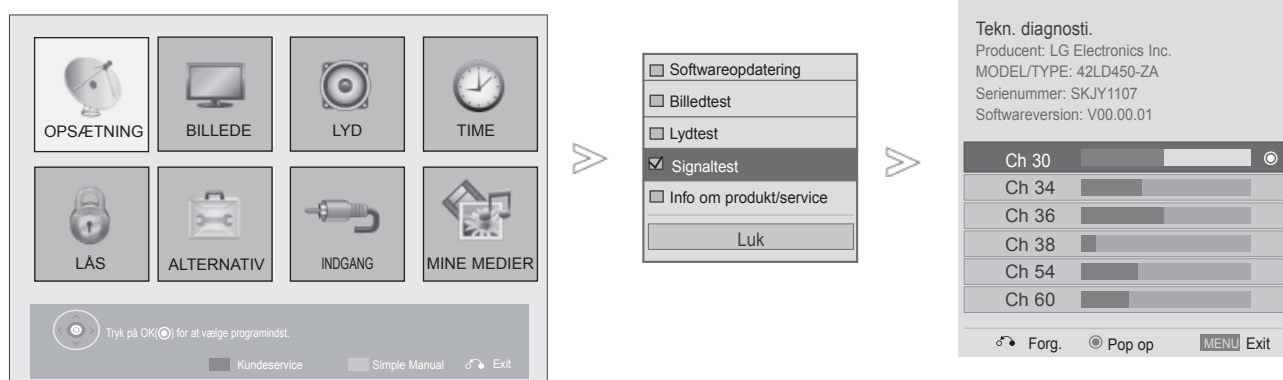 OPSÆTNING
BILLEDE
LYD
TIME
LÅS
ALTERNATIV
INDGANG
MINE MEDIER
Tryk på OK(◉) for at vælge programindst.
Kundeservice
Simple Manual
Exit
Softwareopdatering
Billedtest
Lydtest
Signaltest
Info om produkt/service
Luk
Tekn. diagnosti.
Producent: LG Electronics Inc.
MODEL/TYPE: 42LD450-ZA
Serienummer: SKJY1107
Softwareversion: V00.00.01
Ch 30
Ch 34
Ch 36
Ch 38
Ch 54
Ch 60
Forg.
Pop op
MENU Exit